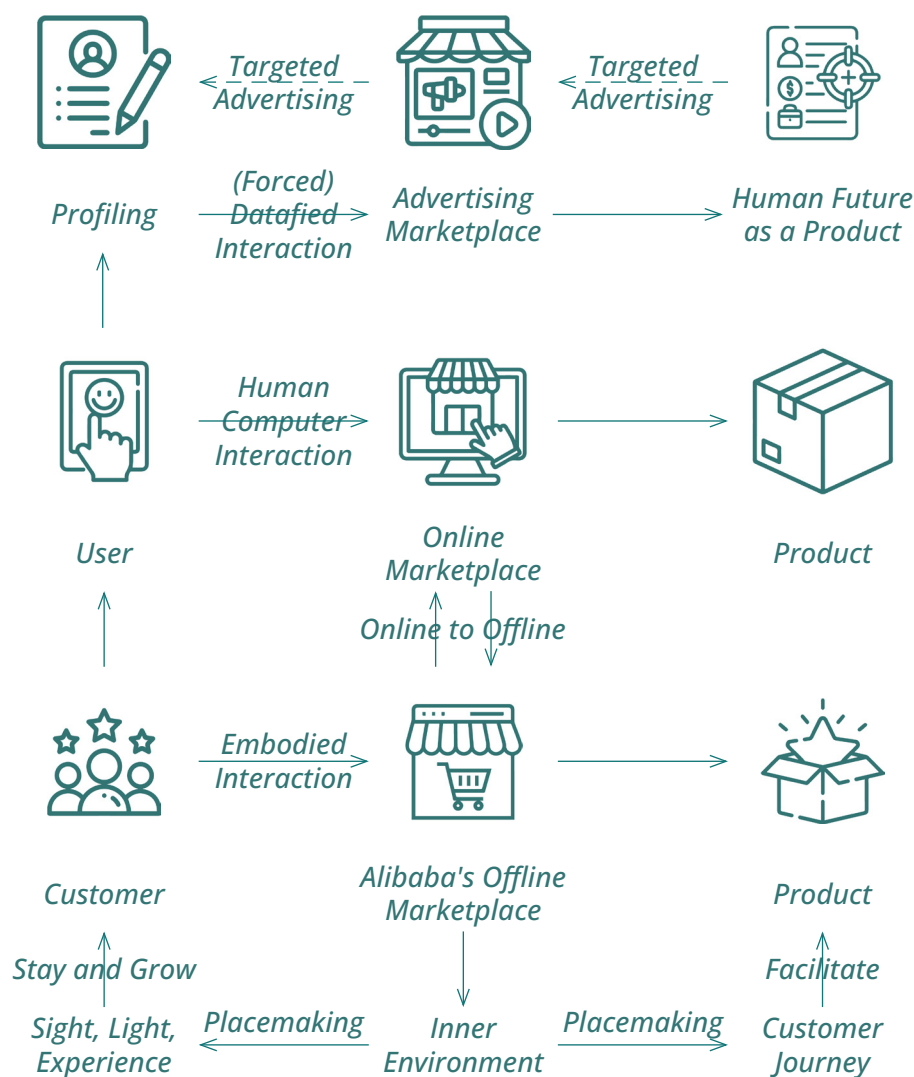 Targeted
Advertising
Targeted
Advertising
$
Profiling
(Forced)
Datafied
Interaction
Advertising
Marketplace
Human Future
as a Product
Human
Computer
Interaction
User
Online
Marketplace
Product
Online to Offline
Embodied
Interaction
Customer
Alibaba's Offline
Marketplace
Product
Stay and Grow
Facilitate
Sight, Light,
Experience
Placemaking
Inner
Environment
Placemaking
Customer
Journey